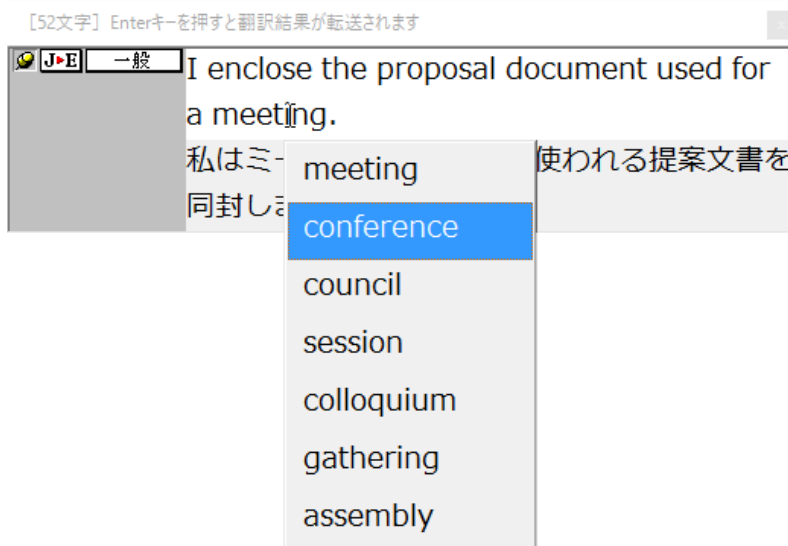 [52文字] Enterキーを押すと翻訳結果が転送されます
x
J▸E 一般
I enclose the proposal document used for
a meeting.
私はミー 使われる提案文書を
同封し
meeting
conference
council
session
colloquium
gathering
assembly